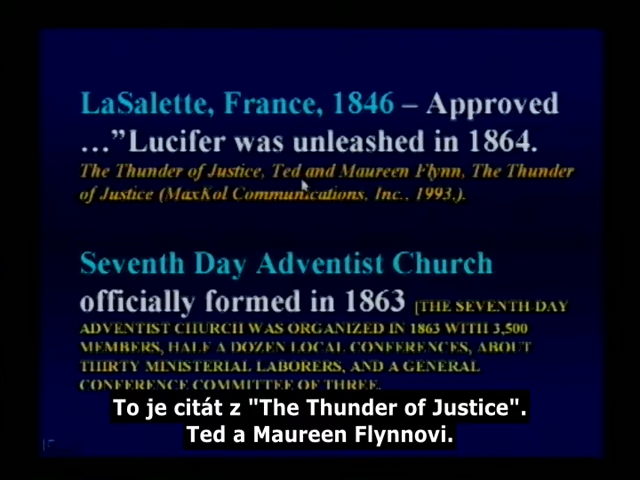 LaSalette, France, 1846 – Approved
…”Lucifer was unleashed in 1864.
The Thunder of Justice, Ted and Maureen Flynn, The Thunder
of Justice (MaxKol Communications, Inc., 1993.).
Seventh Day Adventist Church
officially formed in 1863 [THE SEVENTH-DAY
ADVENTIST CHURCH WAS ORGANIZED IN 1863 WITH 3,500
MEMBERS, HALF A DOZEN LOCAL CONFERENCES, ABOUT
THIRTY MINISTERIAL LABORERS, AND A GENERAL
CONFERENCE COMMITTEE OF THREE.
To je citát z "The Thunder of Justice".
Ted a Maureen Flynnovi.